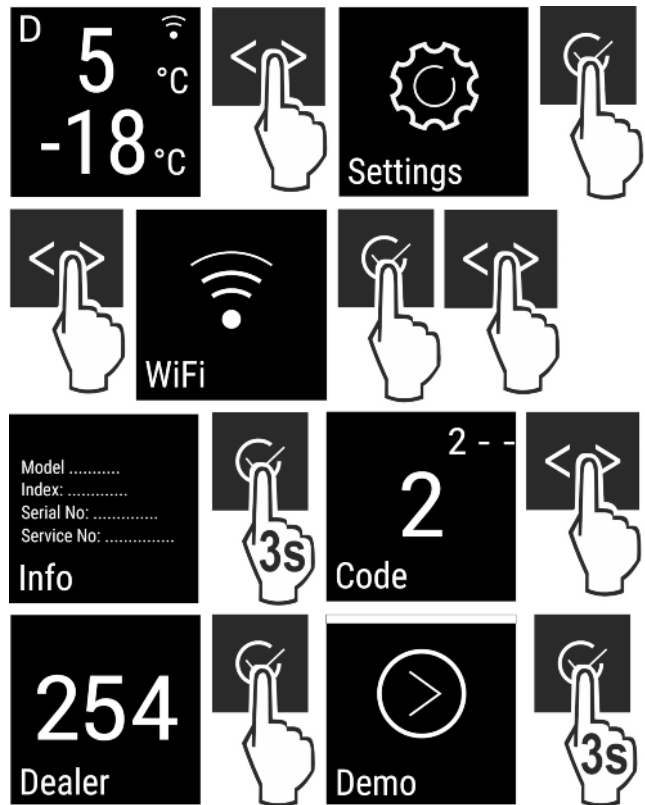 D
5 °C
-18 °C
Settings
WiFi
Model ...........
Index: .............
Serial No: ..............
Service No: ...............
Info
3s
2 - -
2
Code
254
Dealer
Demo
3s